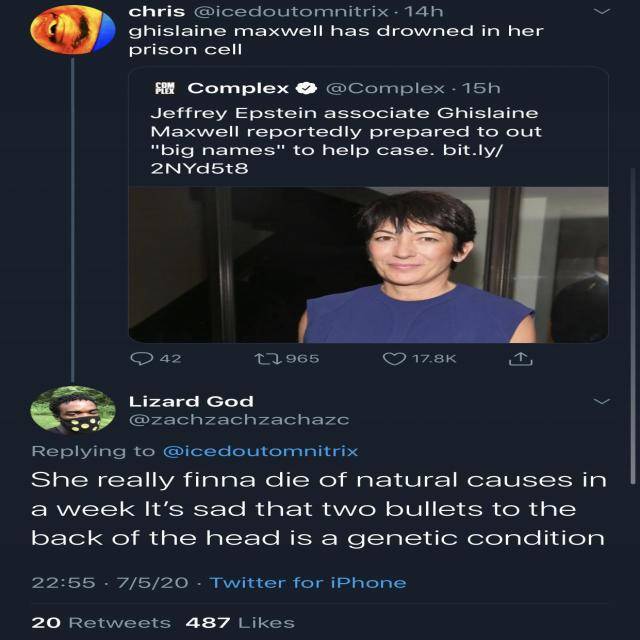 chris @icedoutomnitrix · 14h
ghislaine maxwell has drowned in her
prison cell
COM
PLEX
Complex @Complex · 15h
Jeffrey Epstein associate Ghislaine
Maxwell reportedly prepared to out
"big names" to help case. bit.ly/
2NYd5t8
42 965 17.8K
Lizard God
@zachzachzachazc
Replying to @icedoutomnitrix
She really finna die of natural causes in
a week It's sad that two bullets to the
back of the head is a genetic condition
22:55 · 7/5/20 · Twitter for iPhone
20 Retweets 487 Likes